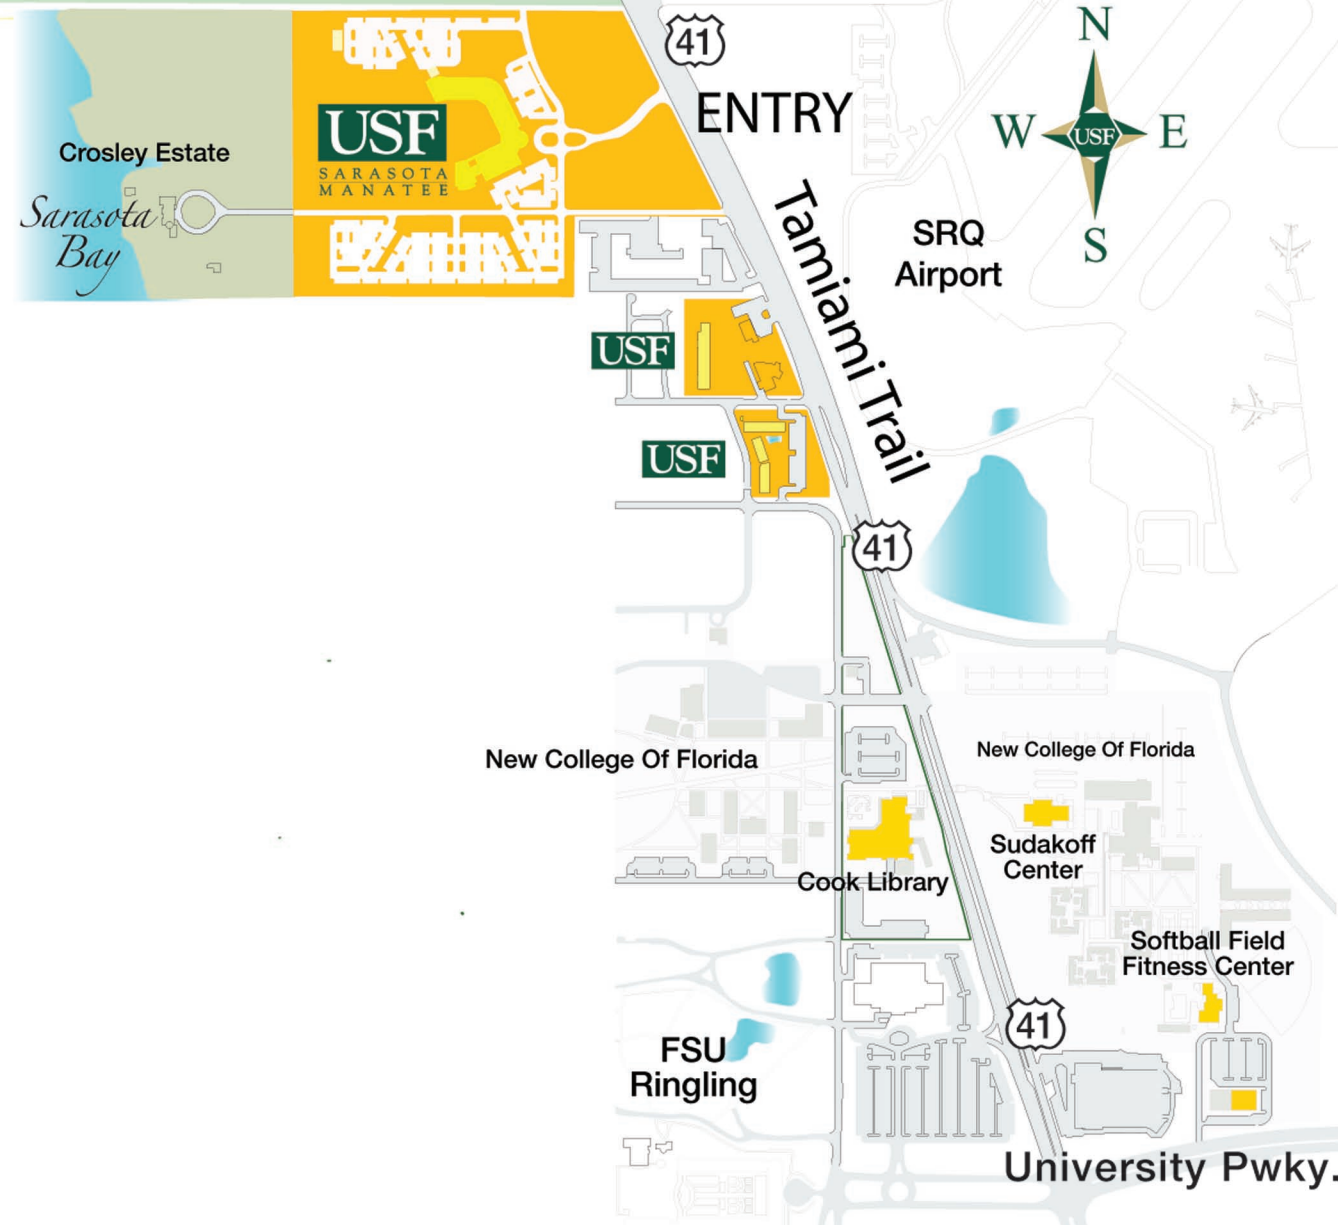 41
N
ENTRY
W
USF
E
USF
SARASOTA
MANATEE
Crosley Estate
Sarasota
Bay
S
SRQ
Airport
Tamiami Trail
USF
USF
41
New College Of Florida
New College Of Florida
Sudakoff
Center
Cook Library
Softball Field
Fitness Center
41
FSU
Ringling
University Pwky.